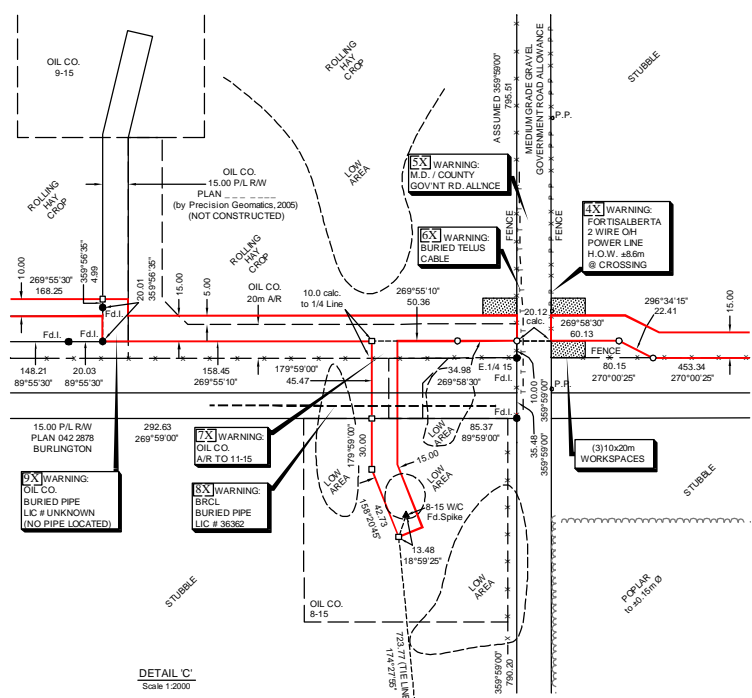 OIL CO.
9-15
ROLLING
HAY
CROP
STUBBLE
ASSUMED 359°59'00"
795.51
MEDIUM GRADE GRAVEL
GOVERNMENT ROAD ALLOWANCE
P.P.
LOW
AREA
5X WARNING:
M.D. / COUNTY
GOV'NT RD. ALL'NCE
OIL CO.
15.00 P/L R/W
PLAN
(by Precision Geomatics, 2005)
(NOT CONSTRUCTED)
ROLLING
HAY
CROP
4X WARNING:
FORTISALBERTA
2 WIRE O/H
POWER LINE
H.O.W. ±8.6m
@ CROSSING
6X WARNING:
BURIED TELUS
CABLE
FENCE
FENCE
ROLLING
HAY
CROP
10.00
269°55'30"
168.25
359°56'35"
4.99
20.01
359°56'35"
15.00
5.00
OIL CO.
20m A/R
10.0 calc.
to 1/4 Line
269°55'10"
50.36
20.12
calc.
269°58'30"
60.13
296°34'15"
22.41
15.00
Fd.I.
Fd.I.
Fd.I.
148.21
89°55'30"
20.03
89°55'30"
158.45
269°55'10"
179°59'00"
45.47
34.98
269°58'30"
E.1/4 15
Fd.I.
Fd.I.
10.00
359°59'00"
FENCE
80.15
270°00'25"
453.34
270°00'25"
P.P.
15.00 P/L R/W
PLAN 042 2878
BURLINGTON
292.63
269°59'00"
7X WARNING:
OIL CO.
A/R TO 11-15
30.00
179°59'00"
LOW
AREA
85.37
89°59'00"
35.48
359°59'00"
(3)10x20m
WORKSPACES
9X WARNING:
OIL CO.
BURIED PIPE
LIC # UNKNOWN
(NO PIPE LOCATED)
8X WARNING:
BRCL
BURIED PIPE
LIC # 36362
LOW
AREA
LOW
AREA
15.00
STUBBLE
42.73
158°20'45"
8-15 W/C
Fd.Spike
13.48
18°59'25"
STUBBLE
OIL CO.
8-15
LOW
AREA
POPLAR
to ±0.15m Ø
723.77 (TIE LINE)
174°27'55"
359°59'00"
790.20
DETAIL 'C'
Scale 1:2000